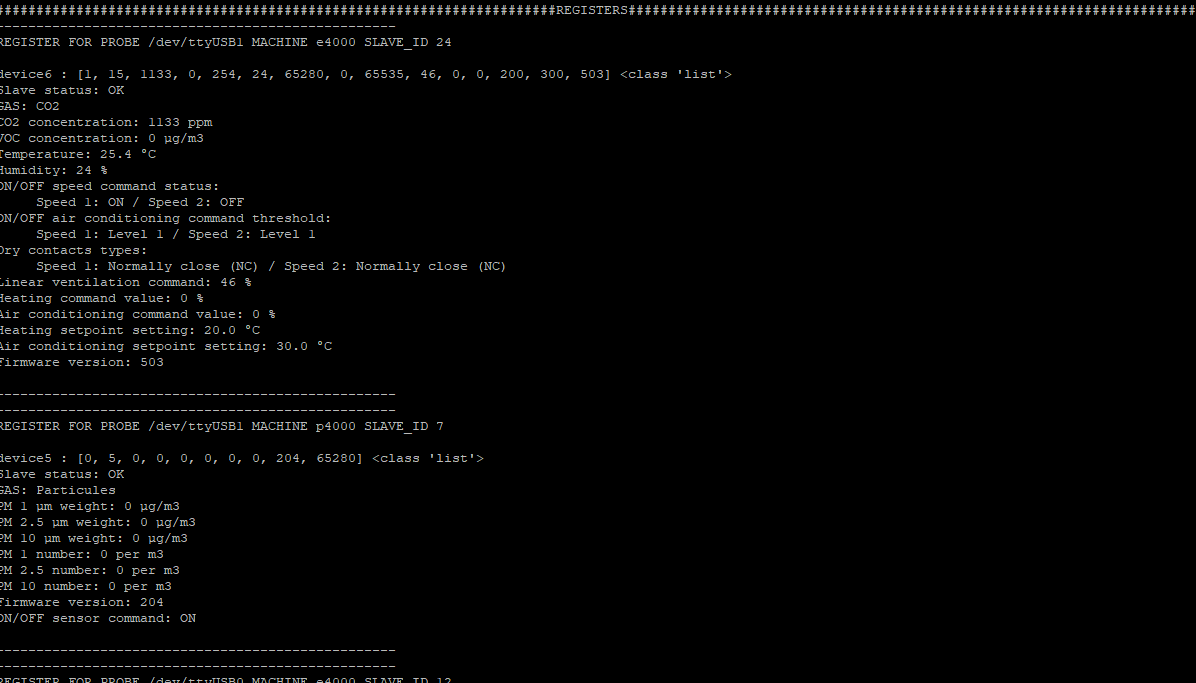 ######################################################################REGISTERS#######################################################################
--------------------------------------------------
REGISTER FOR PROBE /dev/ttyUSB1 MACHINE e4000 SLAVE_ID 24
device6 : [1, 15, 1133, 0, 254, 24, 65280, 0, 65535, 46, 0, 0, 200, 300, 503] <class 'list'>
Slave status: OK
GAS: CO2
CO2 concentration: 1133 ppm
VOC concentration: 0 µg/m3
Temperature: 25.4 °C
Humidity: 24 %
ON/OFF speed command status:
Speed 1: ON / Speed 2: OFF
ON/OFF air conditioning command threshold:
Speed 1: Level 1 / Speed 2: Level 1
Dry contacts types:
Speed 1: Normally close (NC) / Speed 2: Normally close (NC)
Linear ventilation command: 46 %
Heating command value: 0 %
Air conditioning command value: 0 %
Heating setpoint setting: 20.0 °C
Air conditioning setpoint setting: 30.0 °C
Firmware version: 503
--------------------------------------------------
--------------------------------------------------
REGISTER FOR PROBE /dev/ttyUSB1 MACHINE p4000 SLAVE_ID 7
device5 : [0, 5, 0, 0, 0, 0, 0, 0, 204, 65280] <class 'list'>
Slave status: OK
GAS: Particules
PM 1 µm weight: 0 µg/m3
PM 2.5 µm weight: 0 µg/m3
PM 10 µm weight: 0 µg/m3
PM 1 number: 0 per m3
PM 2.5 number: 0 per m3
PM 10 number: 0 per m3
Firmware version: 204
ON/OFF sensor command: ON
--------------------------------------------------
--------------------------------------------------
REGISTER FOR PROBE /dev/ttyUSB0 MACHINE e4000 SLAVE_ID 12